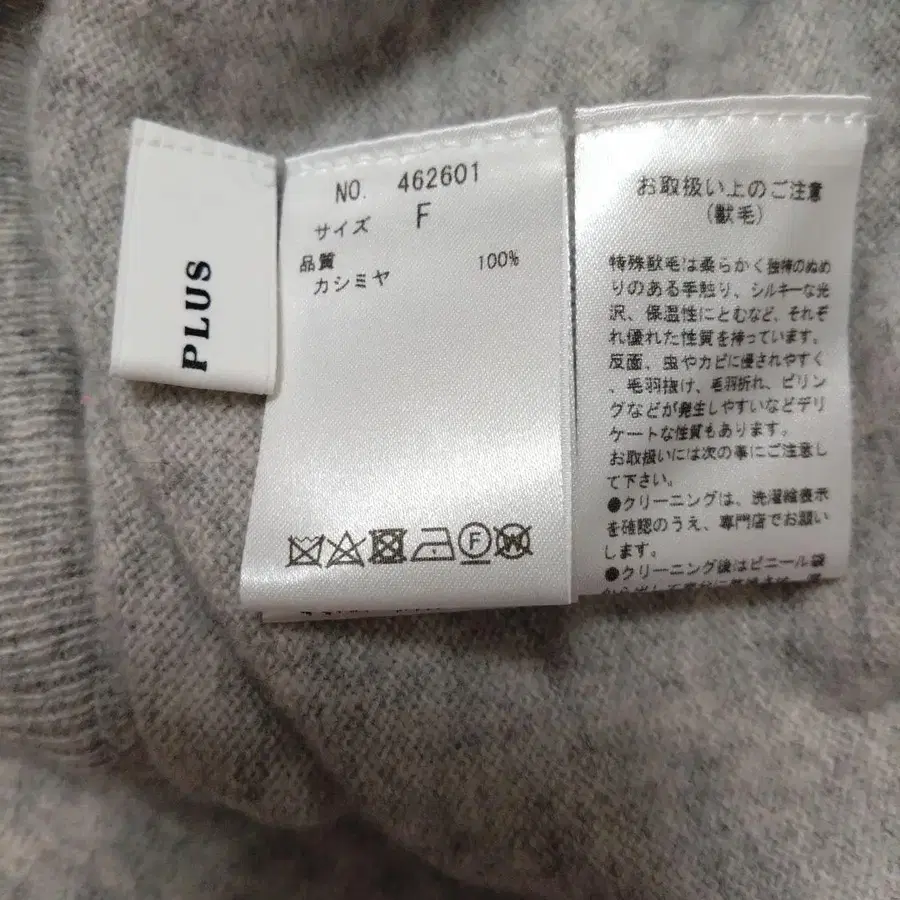 PLUS
NO. 462601
サイズ F
品質
カシミヤ 100%
F
W
お取扱い上のご注意
(獣毛)
特殊獣毛は柔らかく独特のぬめ
りのある手触り、シルキーな光
沢、保温性にとむなど、それぞ
れ優れた性質を持っています。
反面、虫やカビに侵されやすく
、毛羽抜け、毛羽折れ、ピリン
グなどが発生しやすいなどデリ
ケートな性質もあります。
お取扱いには次の事にご注意し
て下さい。
●クリーニングは、洗濯絵表示
を確認のうえ、専門店でお願い
します。
●クリーニング後はビニール袋